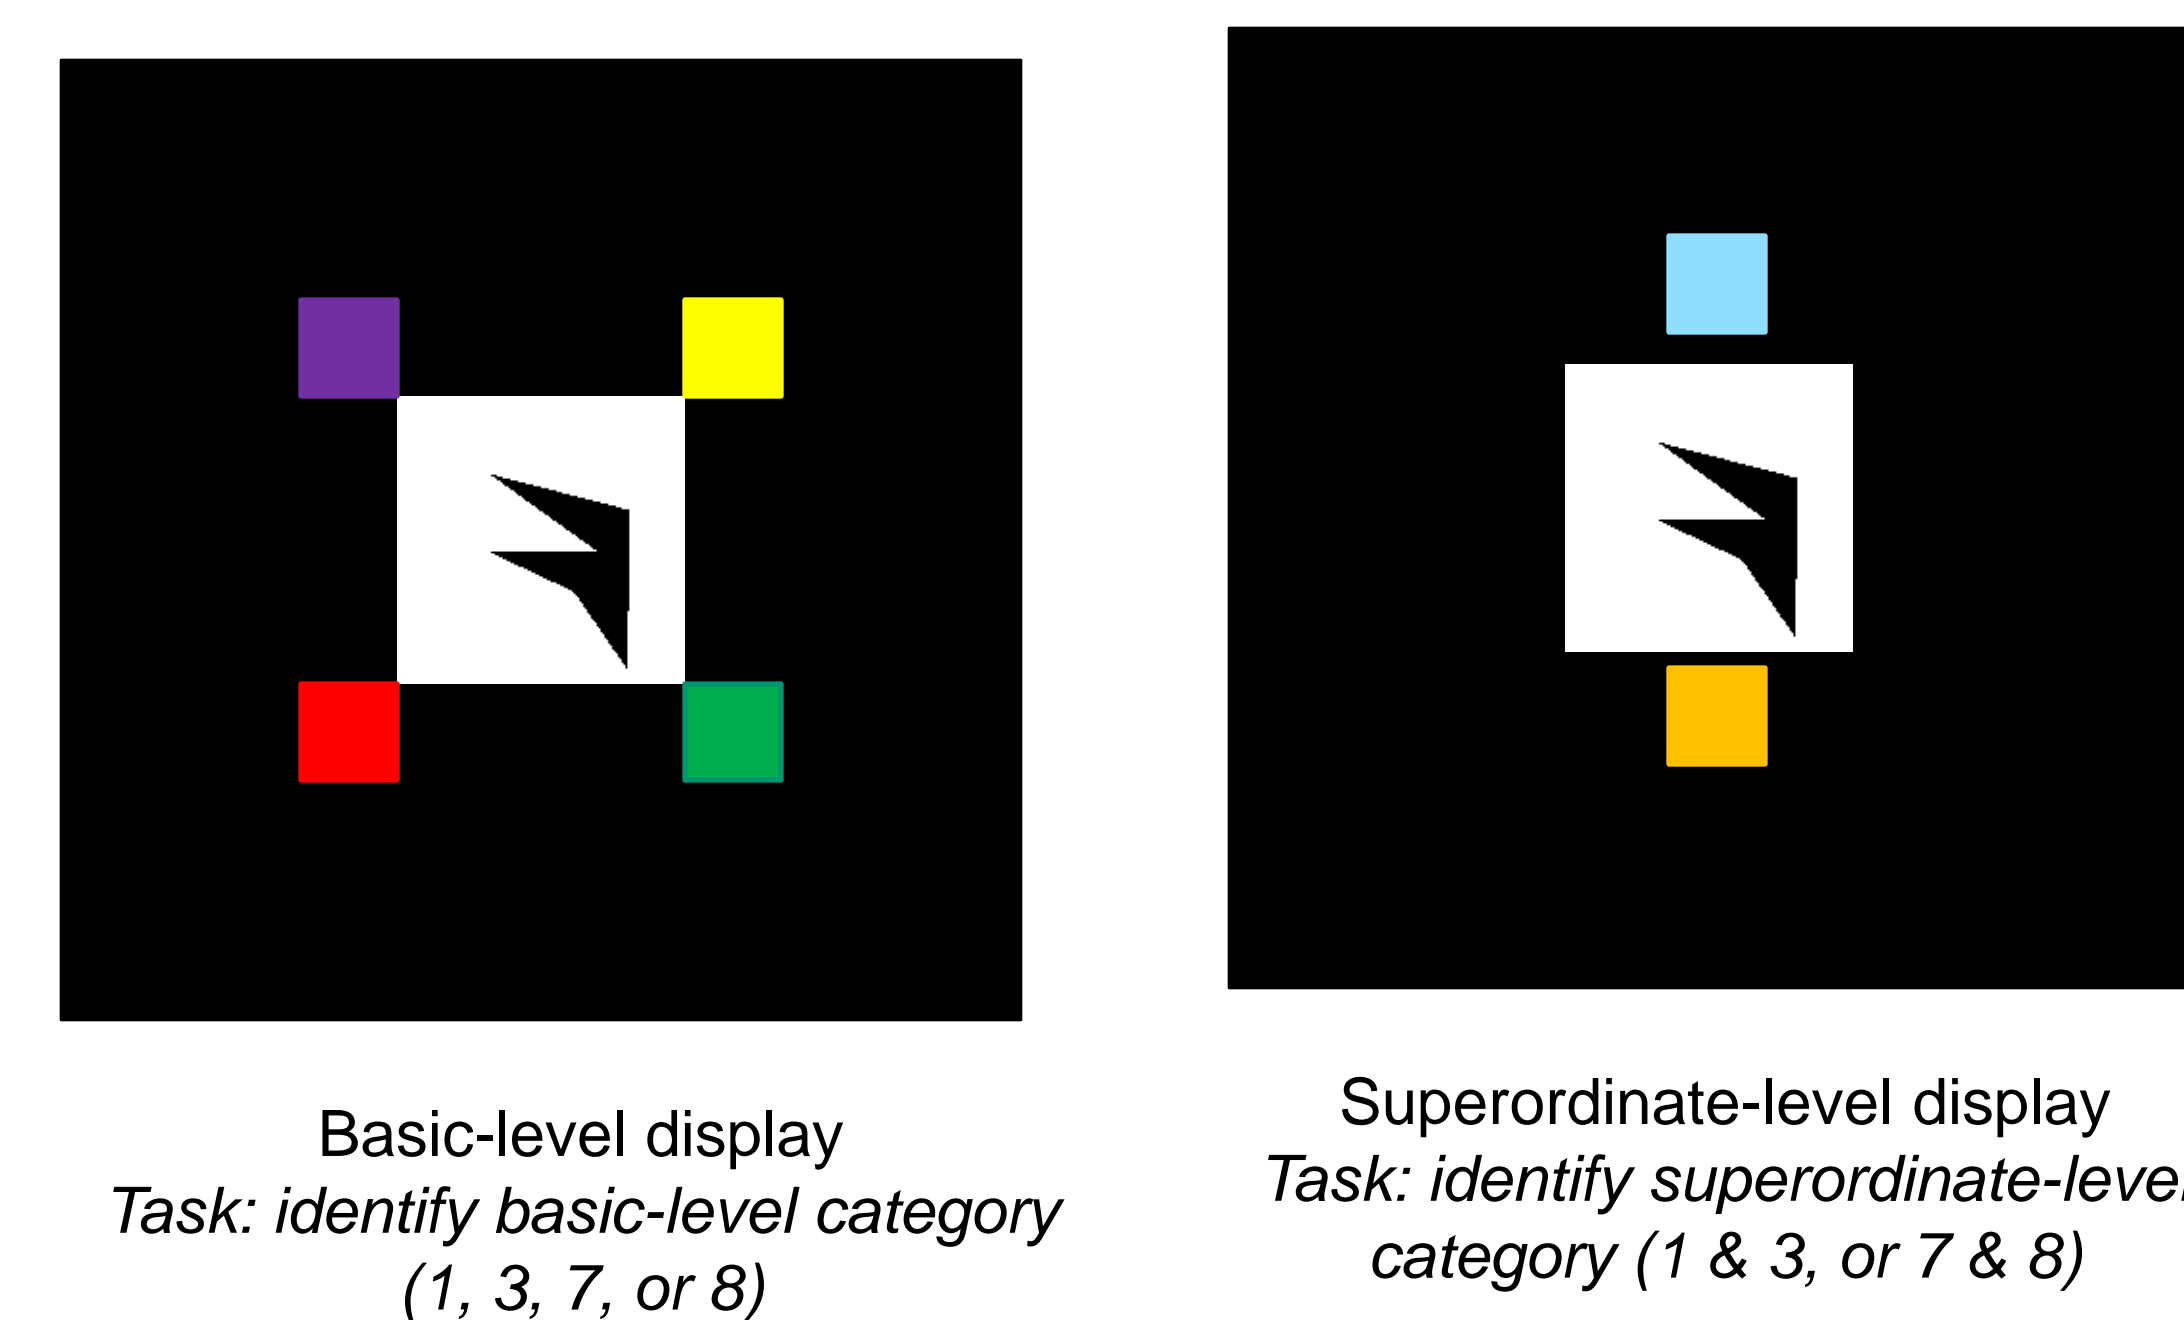 Basic-level display
Task: identify basic-level category
(1, 3, 7, or 8)
Superordinate-level display
Task: identify superordinate-level
category (1 & 3, or 7 & 8)